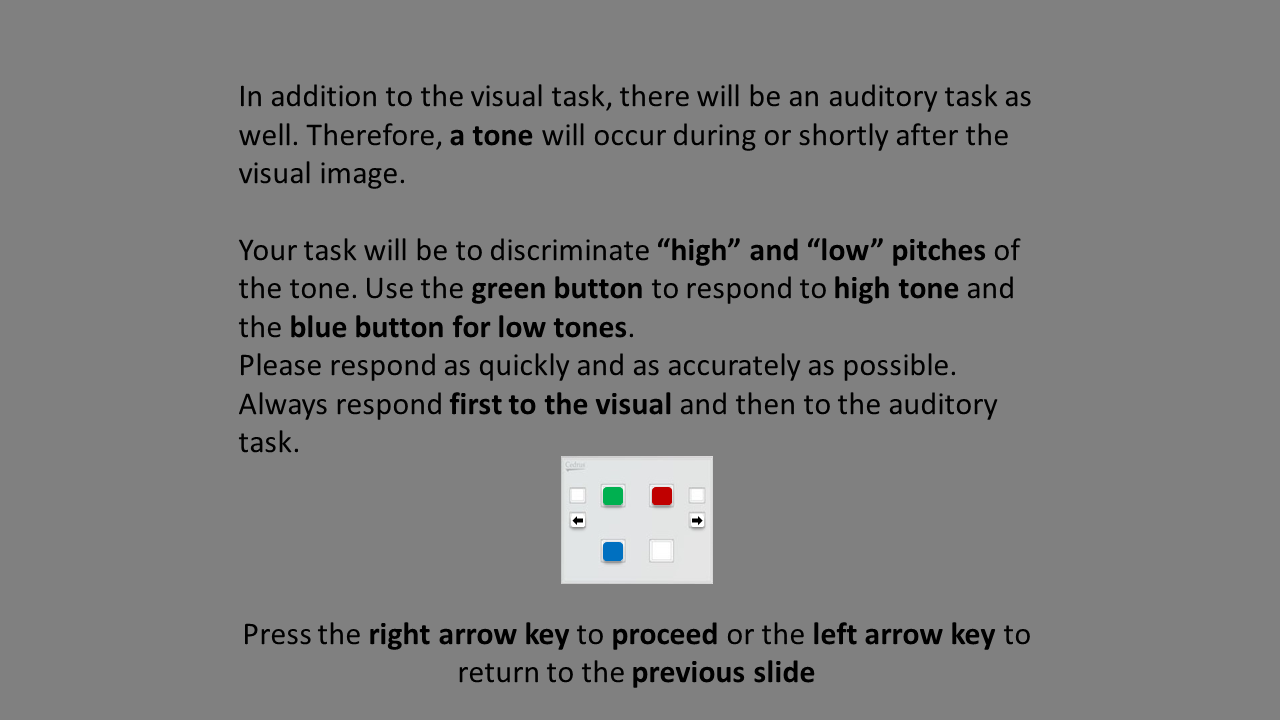 In addition to the visual task, there will be an auditory task as
well. Therefore, a tone will occur during or shortly after the
visual image.
Your task will be to discriminate “high” and “low” pitches of
the tone. Use the green button to respond to high tone and
the blue button for low tones.
Please respond as quickly and as accurately as possible.
Always respond first to the visual and then to the auditory
task.
Cedrus
Press the right arrow key to proceed or the left arrow key to
return to the previous slide